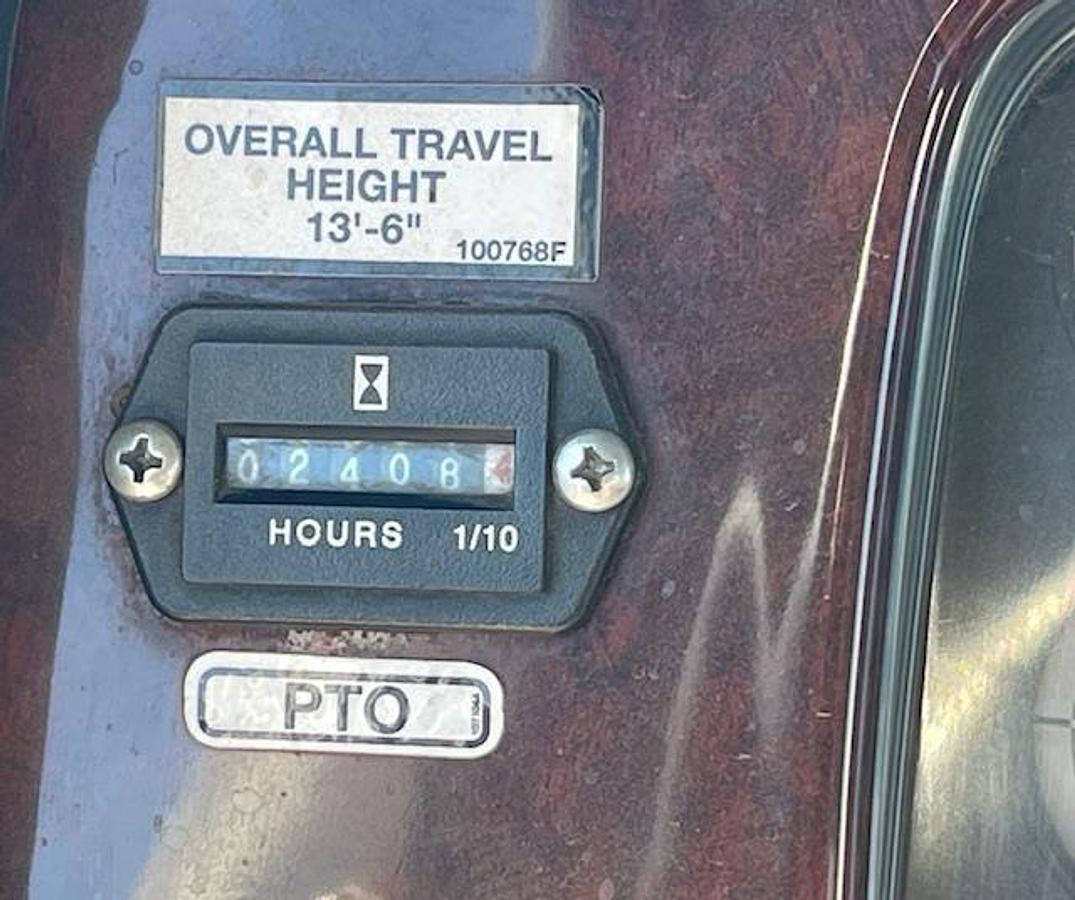 OVERALL TRAVEL
HEIGHT
13'-6"
100768F
02408
HOURS 1/10
PTO